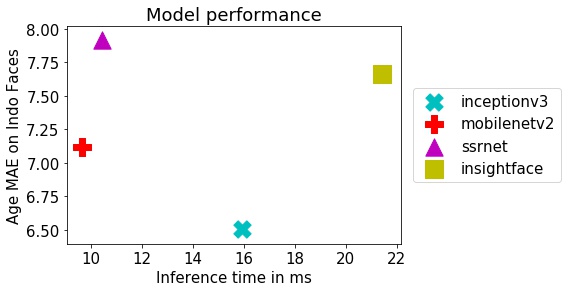 Model performance
Age MAE on Indo Faces
8.00
7.75
7.50
7.25
7.00
6.75
6.50
10 12 14 16 18 20 22
Inference time in ms
inceptionv3
mobilenetv2
ssrnet
insightface